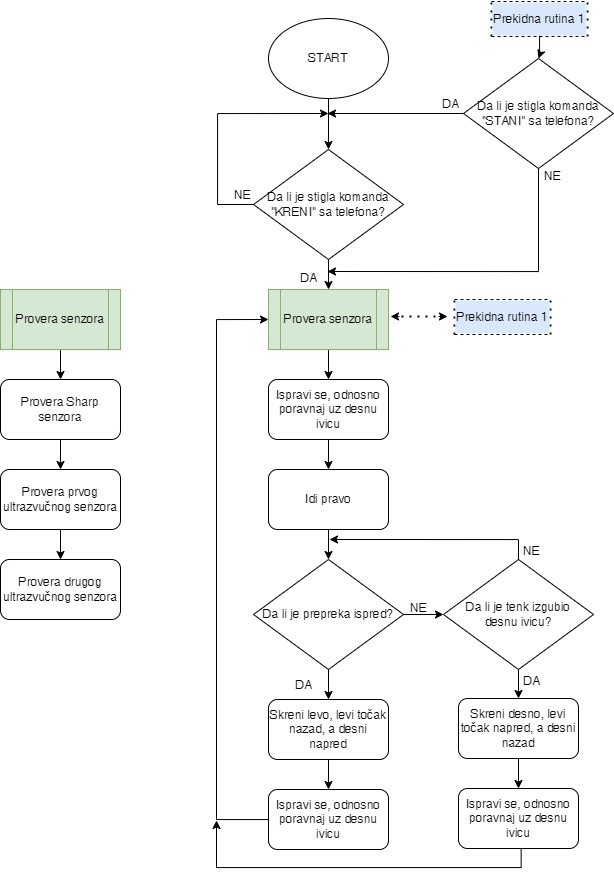 Prekidna rutina 1
START
DA
Da li je stigla komanda
"STANI" sa telefona?
NE
NE
Da li je stigla komanda
"KRENI" sa telefona?
DA
Provera senzora
Provera senzora
Prekidna rutina 1
Provera Sharp
senzora
Ispravi se, odnosno
poravnaj uz desnu
ivicu
Provera prvog
ultrazvučnog senzora
Idi pravo
Provera drugog
ultrazvučnog senzora
NE
Da li je prepreka ispred?
NE
Da li je tenk izgubio
desnu ivicu?
DA
DA
Skreni levo, levi točak
nazad, a desni
napred
Skreni desno, levi
točak napred, a desni
nazad
Ispravi se, odnosno
poravnaj uz desnu
ivicu
Ispravi se, odnosno
poravnaj uz desnu
ivicu